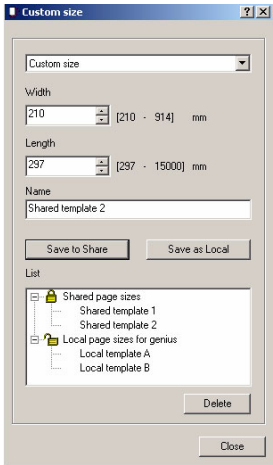 Custom size
Custom size
Width
210 [210 - 914] mm
Length
297 [297 - 15000] mm
Name
Shared template 2
Save to Share Save as Local
List
Shared page sizes
Shared template 1
Shared template 2
Local page sizes for genius
Local template A
Local template B
Delete
Close